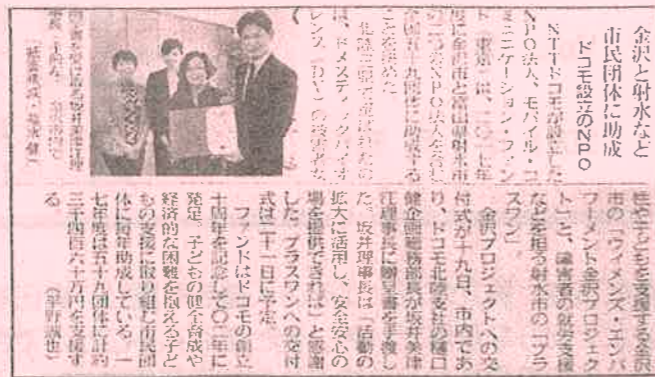 金沢と射水など
市民団体に助成
ドコモ設立のNPO
NTTドコモが設立した
NPO法人、モバイル・コ
ミュニケーション・ファン
ド(東京)は、二〇一七年
度に金沢市と富山県射水市
の二つのNPO法人を含む
全国五十九団体に助成する
ことを決めた。
北陸三県で選ばれたの
は、ドメスティックバイオ
レンス(DV)の被害者女
性や子どもを支援する金沢
市の「ウィメンズ・エンパ
ワーメント金沢プロジェク
ト」と、障害者の就労支援
などを担う射水市の「プラ
スワン」。
金沢プロジェクトへの交
付式が十九日、市内であ
り、ドコモ北陸支社の樋口
健企画総務部長が坂井美津
江理事長に贈呈書を手渡し
た。坂井理事長は「活動の
拡大に活用し、安全安心の
場を提供できれば」と感謝
した。プラスワンへの交付
式は二十一日に予定。
ファンドはドコモの創立
十周年を記念して〇二年に
発足。子どもの健全育成や
経済的な困難を抱える子ど
もの支援に取り組む市民団
体に毎年助成している。一
七年度は五十九団体に計約
三千四百六十万円を支援す
る。